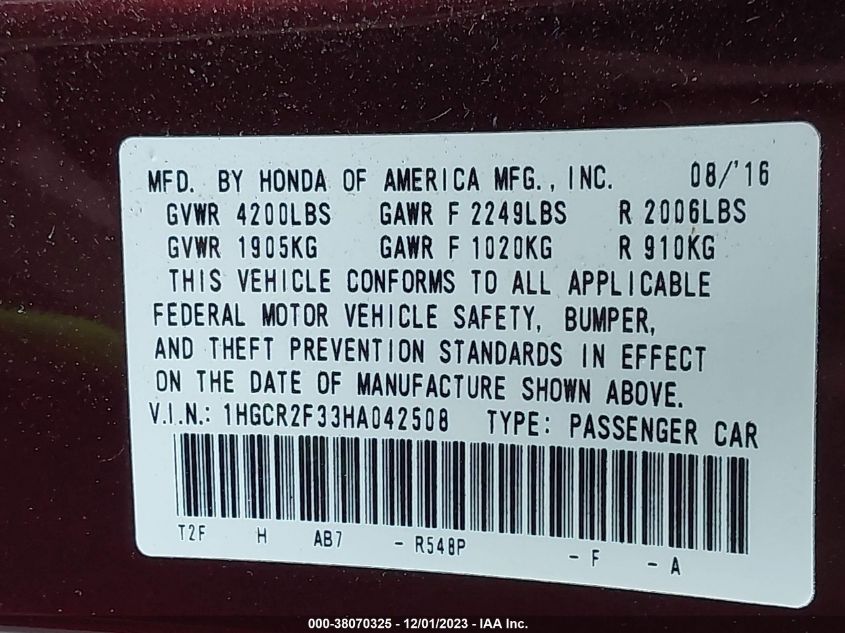 MFD. BY HONDA OF AMERICA MFG., INC. 08/'16
GVWR 4200LBS GAWR F 2249LBS R 2006LBS
GVWR 1905KG GAWR F 1020KG R 910KG
THIS VEHICLE CONFORMS TO ALL APPLICABLE
FEDERAL MOTOR VEHICLE SAFETY, BUMPER,
AND THEFT PREVENTION STANDARDS IN EFFECT
ON THE DATE OF MANUFACTURE SHOWN ABOVE.
V.I.N.: 1HGCR2F33HA042508 TYPE: PASSENGER CAR
T2F H AB7 - R548P - F - A
000-38070325 - 12/01/2023 - IAA Inc.